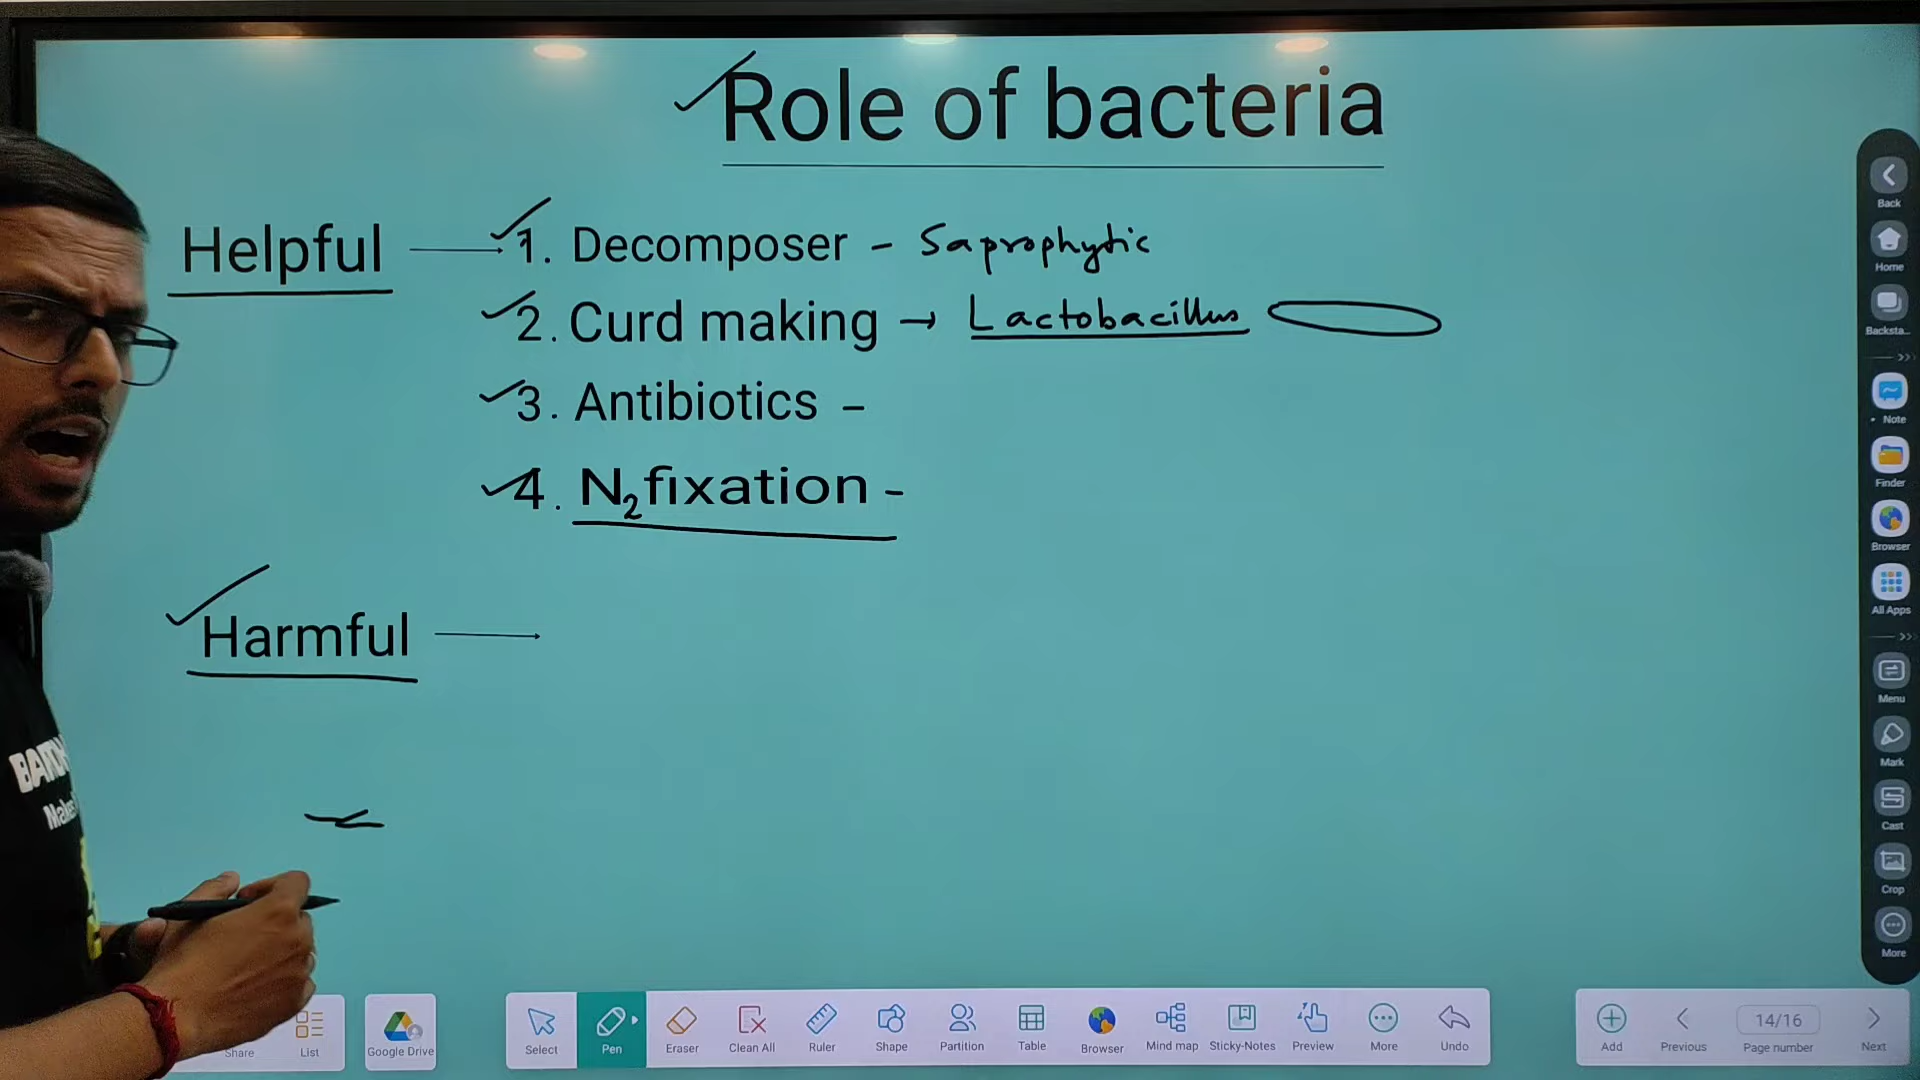 Role of bacteria
Helpful
1. Decomposer - Saprophytic
2. Curd making → Lactobacillus
3. Antibiotics -
4. N2 fixation -
Harmful
Back
Home
Backsta...
Note
Finder
Browser
All Apps
Menu
Mark
Cast
Crop
More
Share
List
Google Drive
Select
Pen
Eraser
Clean All
Ruler
Shape
Partition
Table
Browser
Mind map
Sticky-Notes
Preview
More
Undo
Add
Previous
14/16
Page number
Next